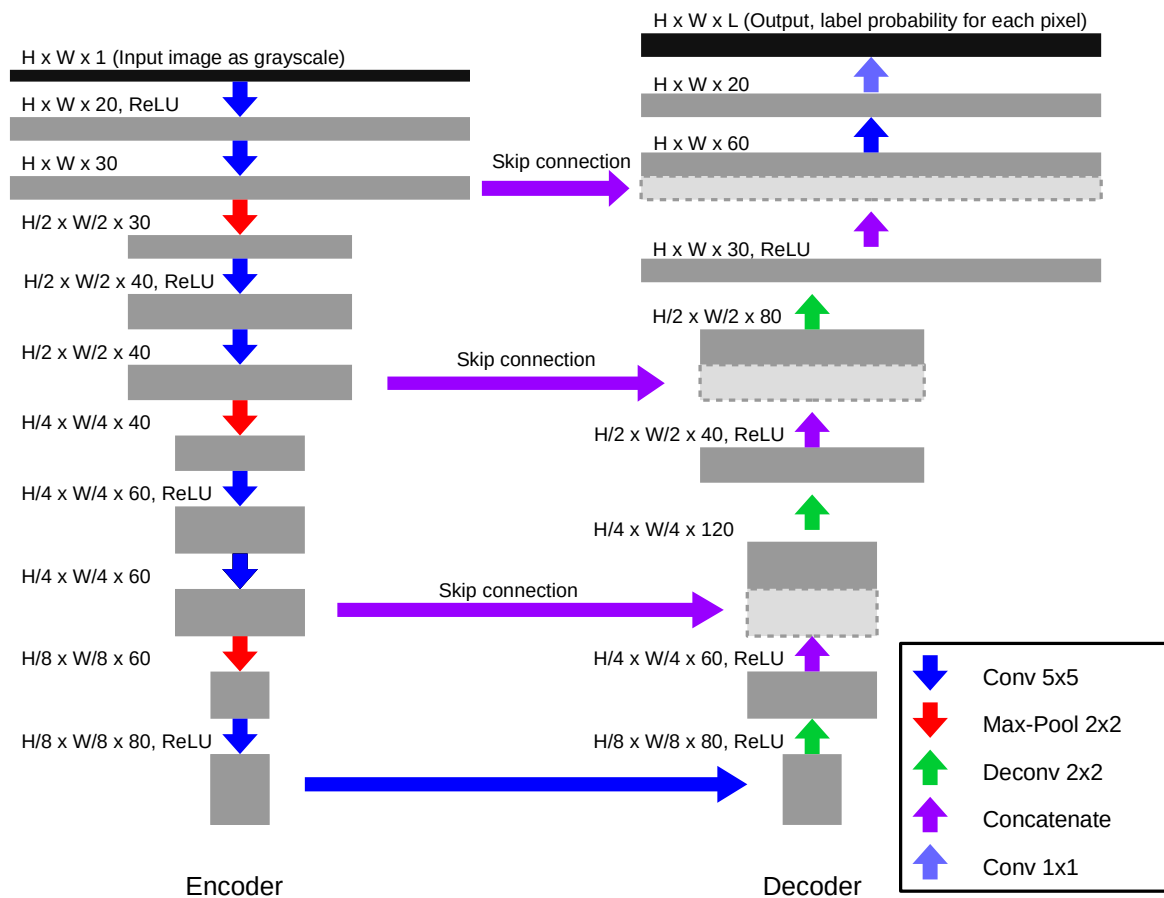 H x W x 1 (Input image as grayscale)
H x W x 20, ReLU
H x W x 30
H/2 x W/2 x 30
H/2 x W/2 x 40, ReLU
H/2 x W/2 x 40
H/4 x W/4 x 40
H/4 x W/4 x 60, ReLU
H/4 x W/4 x 60
H/8 x W/8 x 60
H/8 x W/8 x 80, ReLU
Encoder
Skip connection
Skip connection
Skip connection
H x W x L (Output, label probability for each pixel)
H x W x 20
H x W x 60
H x W x 30, ReLU
H/2 x W/2 x 80
H/2 x W/2 x 40, ReLU
H/4 x W/4 x 120
H/4 x W/4 x 60, ReLU
H/8 x W/8 x 80, ReLU
Decoder
Conv 5x5
Max-Pool 2x2
Deconv 2x2
Concatenate
Conv 1x1